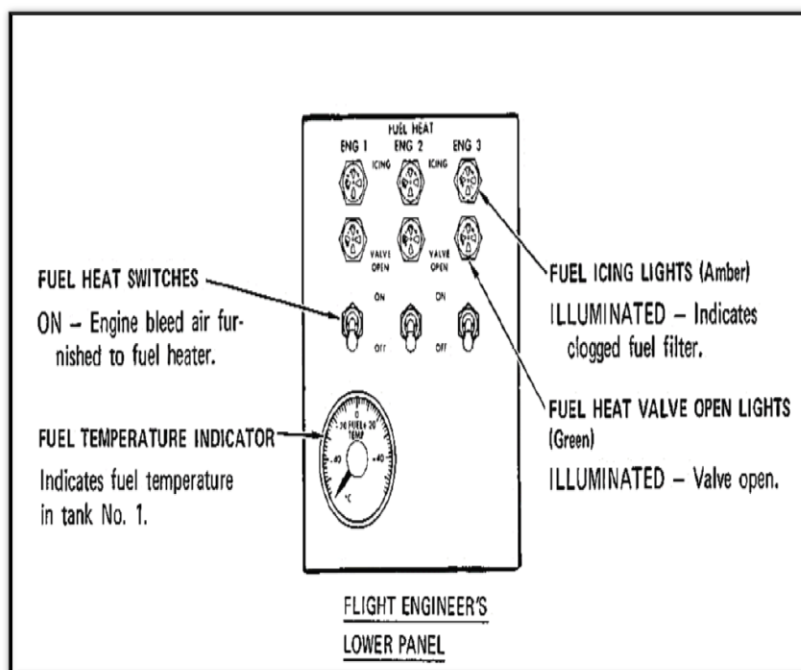 FUEL HEAT
ENG 1 ENG 2 ENG 3
ICING ICING
VALVE OPEN VALVE OPEN
ON ON
OFF OFF
0
-20 FUEL + 20
TEMP
-40 +40
°C
FUEL HEAT SWITCHES
ON – Engine bleed air fur-
nished to fuel heater.
FUEL TEMPERATURE INDICATOR
Indicates fuel temperature
in tank No. 1.
FUEL ICING LIGHTS (Amber)
ILLUMINATED – Indicates
clogged fuel filter.
FUEL HEAT VALVE OPEN LIGHTS
(Green)
ILLUMINATED – Valve open.
FLIGHT ENGINEER'S
LOWER PANEL